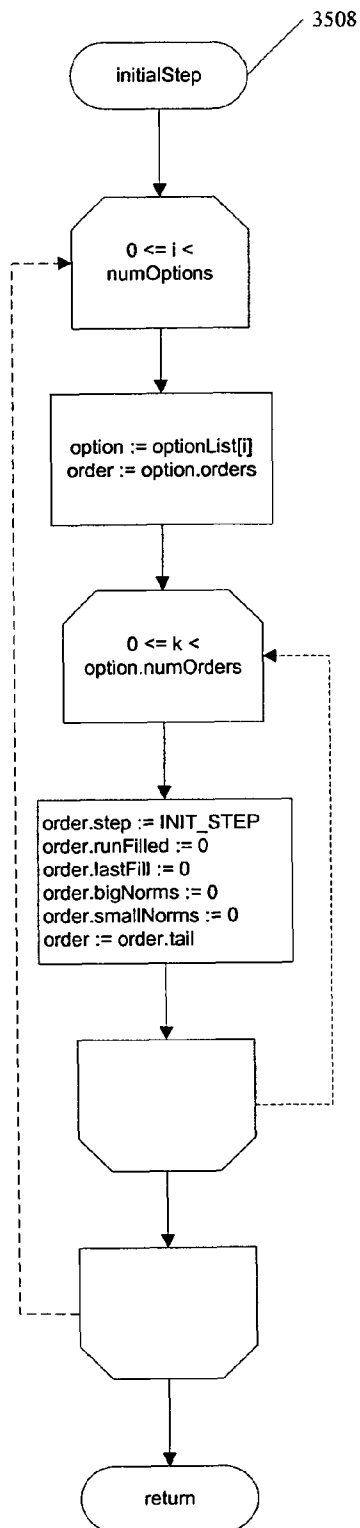 3508
initialStep
0 <= i <
numOptions
option := optionList[i]
order := option.orders
0 <= k <
option.numOrders
order.step := INIT_STEP
order.runFilled := 0
order.lastFill := 0
order.bigNorms := 0
order.smallNorms := 0
order := order.tail
return